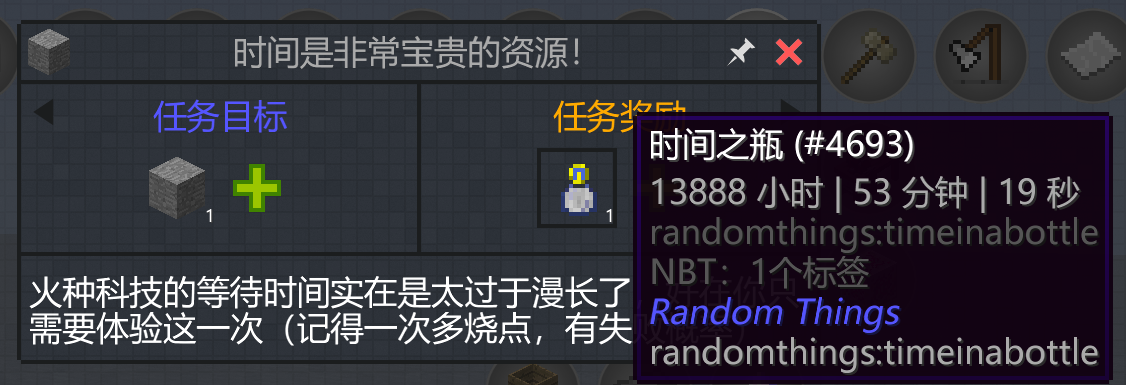 时间是非常宝贵的资源！
任务目标
任务奖励
1
1
时间之瓶 (#4693)
13888 小时 | 53 分钟 | 19 秒
randomthings:timeinabottle
NBT：1个标签
Random Things
randomthings:timeinabottle
火种科技的等待时间实在是太过于漫长了
需要体验这一次（记得一次多烧点，有失败概率）